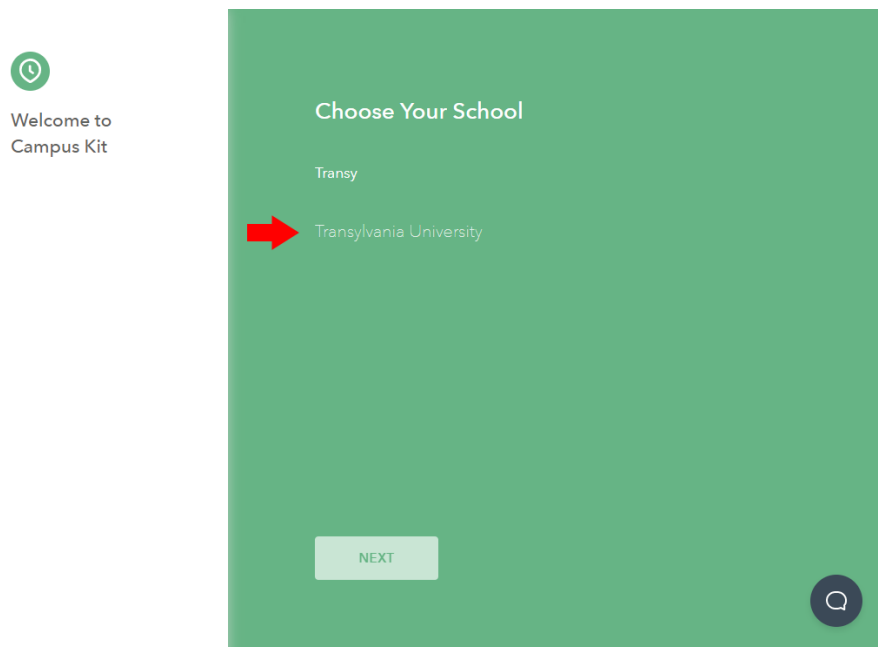 Welcome to
Campus Kit
Choose Your School
Transy
Transylvania University
NEXT